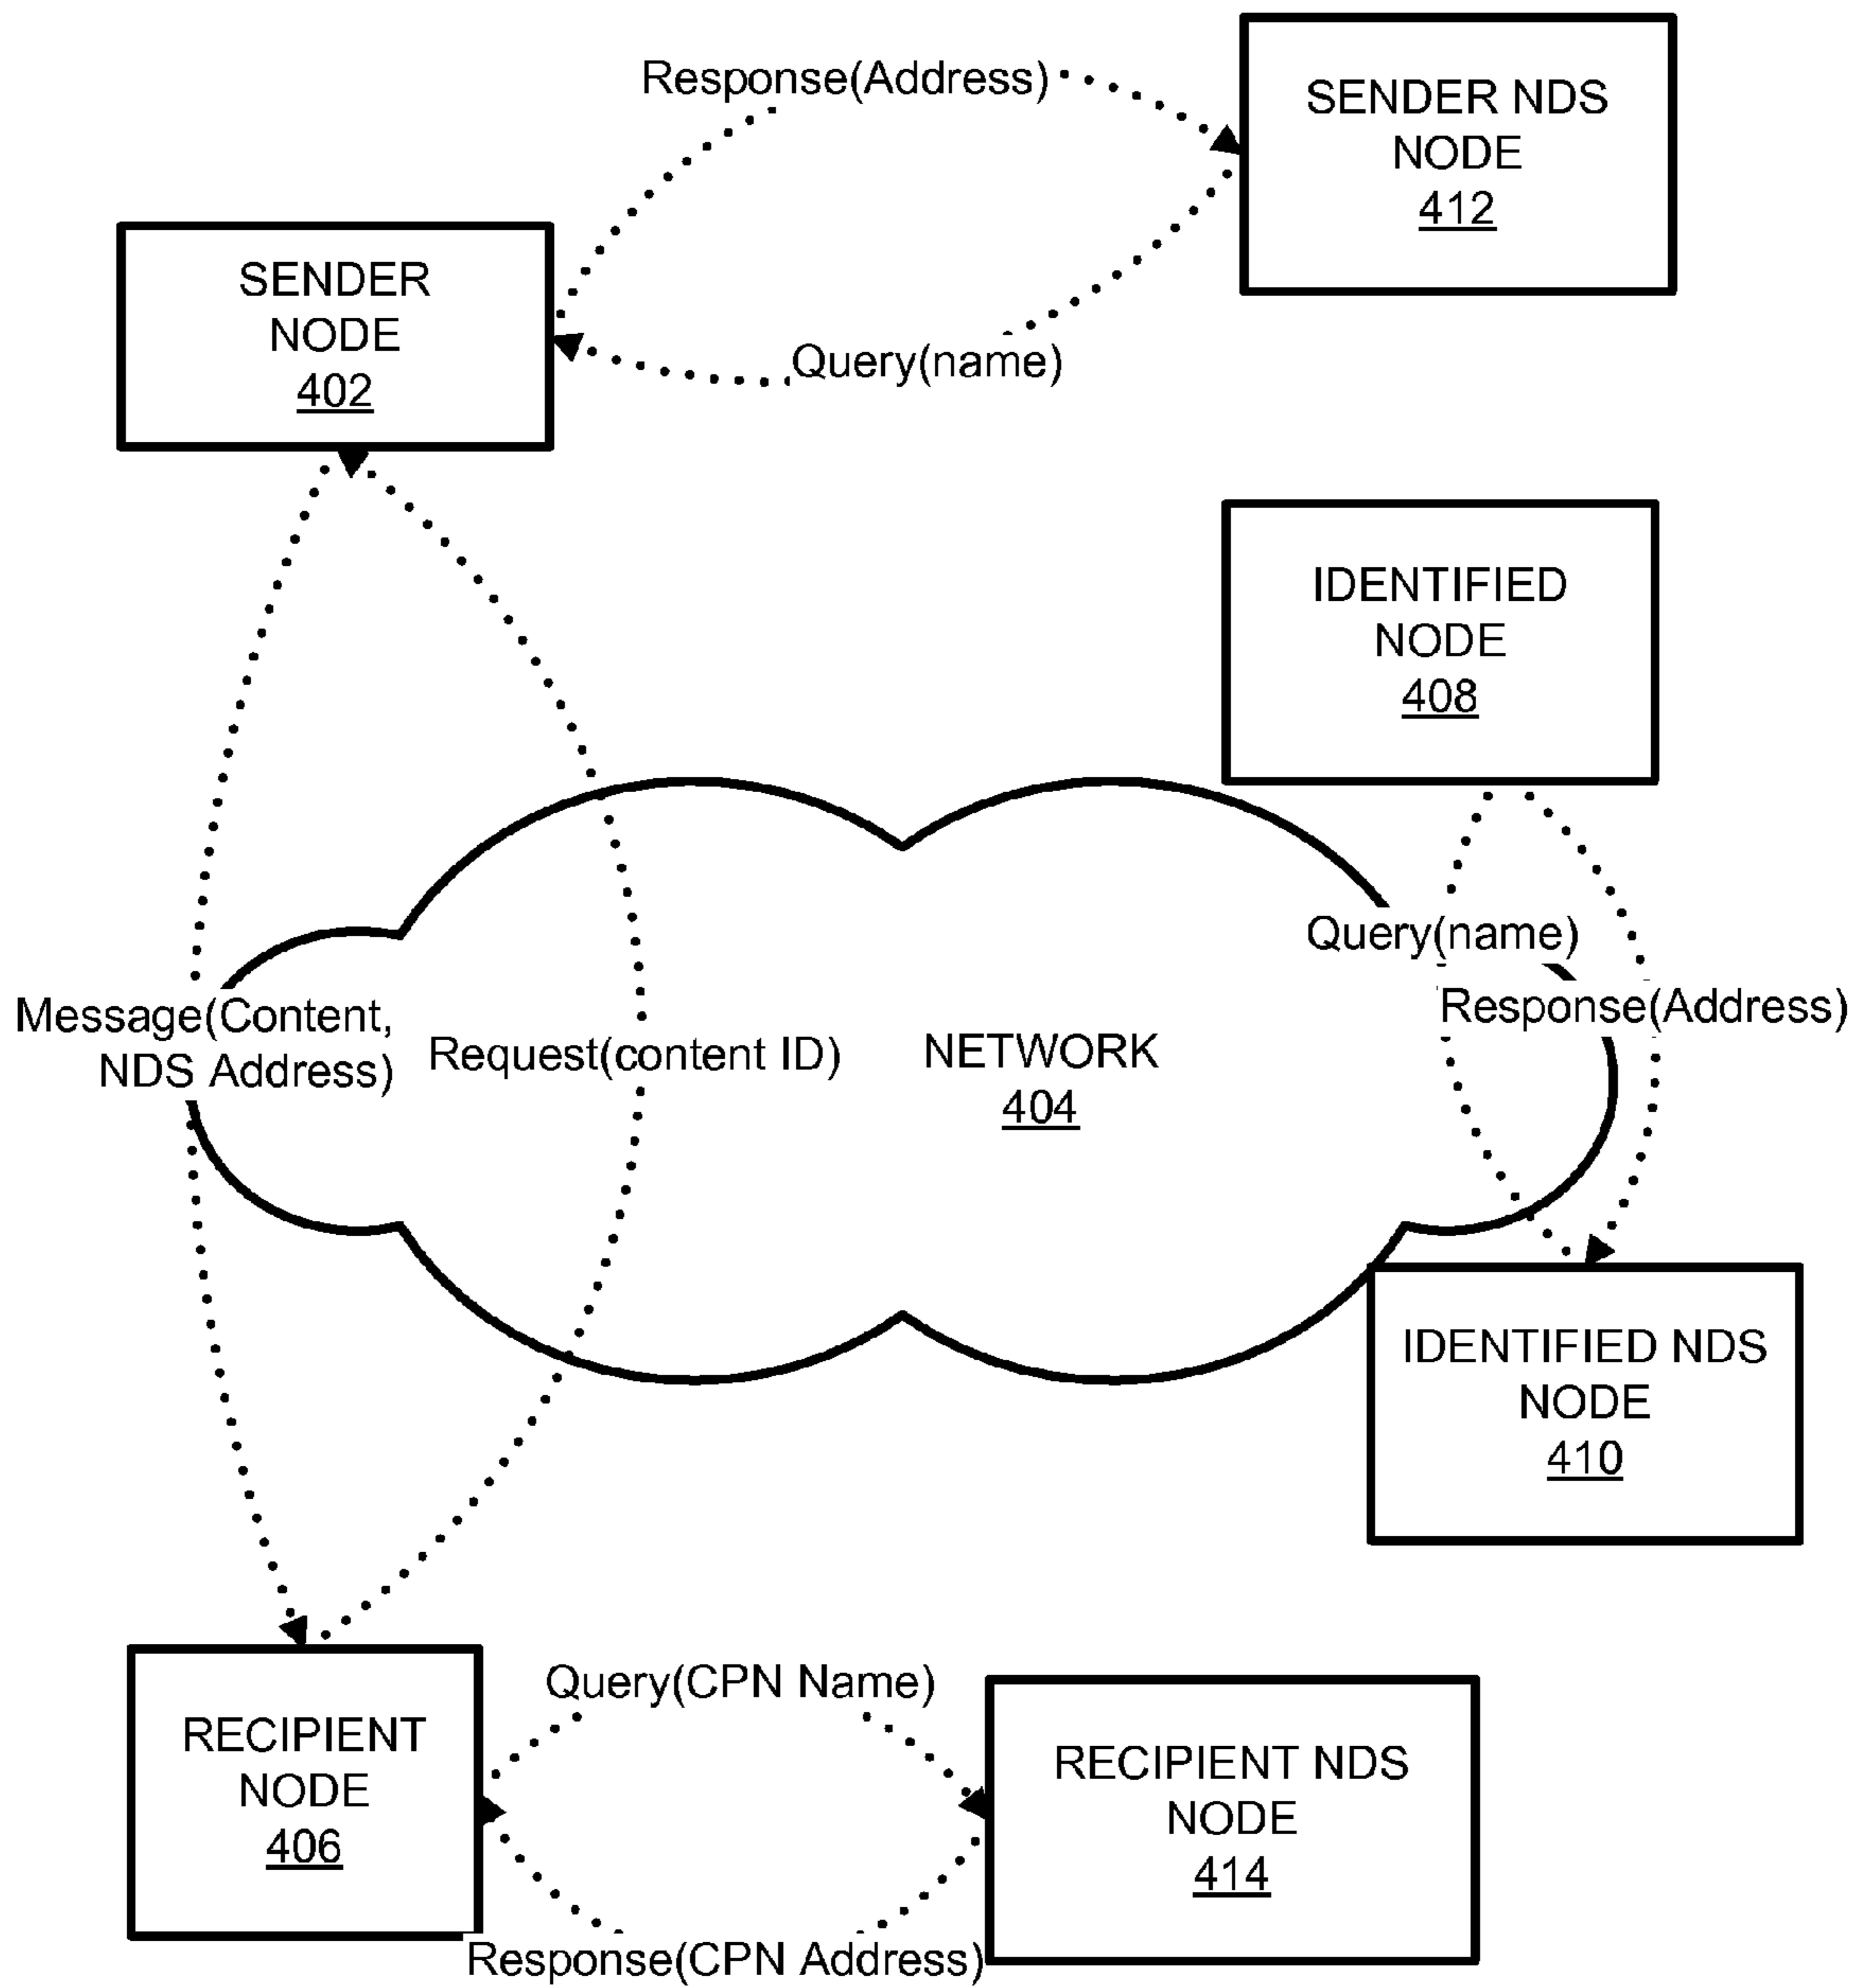 Response(Address)
SENDER NDS
NODE
412
SENDER
NODE
402
Query(name)
IDENTIFIED
NODE
408
Query(name)
Response(Address)
Message(Content,
NDS Address)
Request(content ID)
NETWORK
404
IDENTIFIED NDS
NODE
410
Query(CPN Name)
RECIPIENT
NODE
406
RECIPIENT NDS
NODE
414
Response(CPN Address)